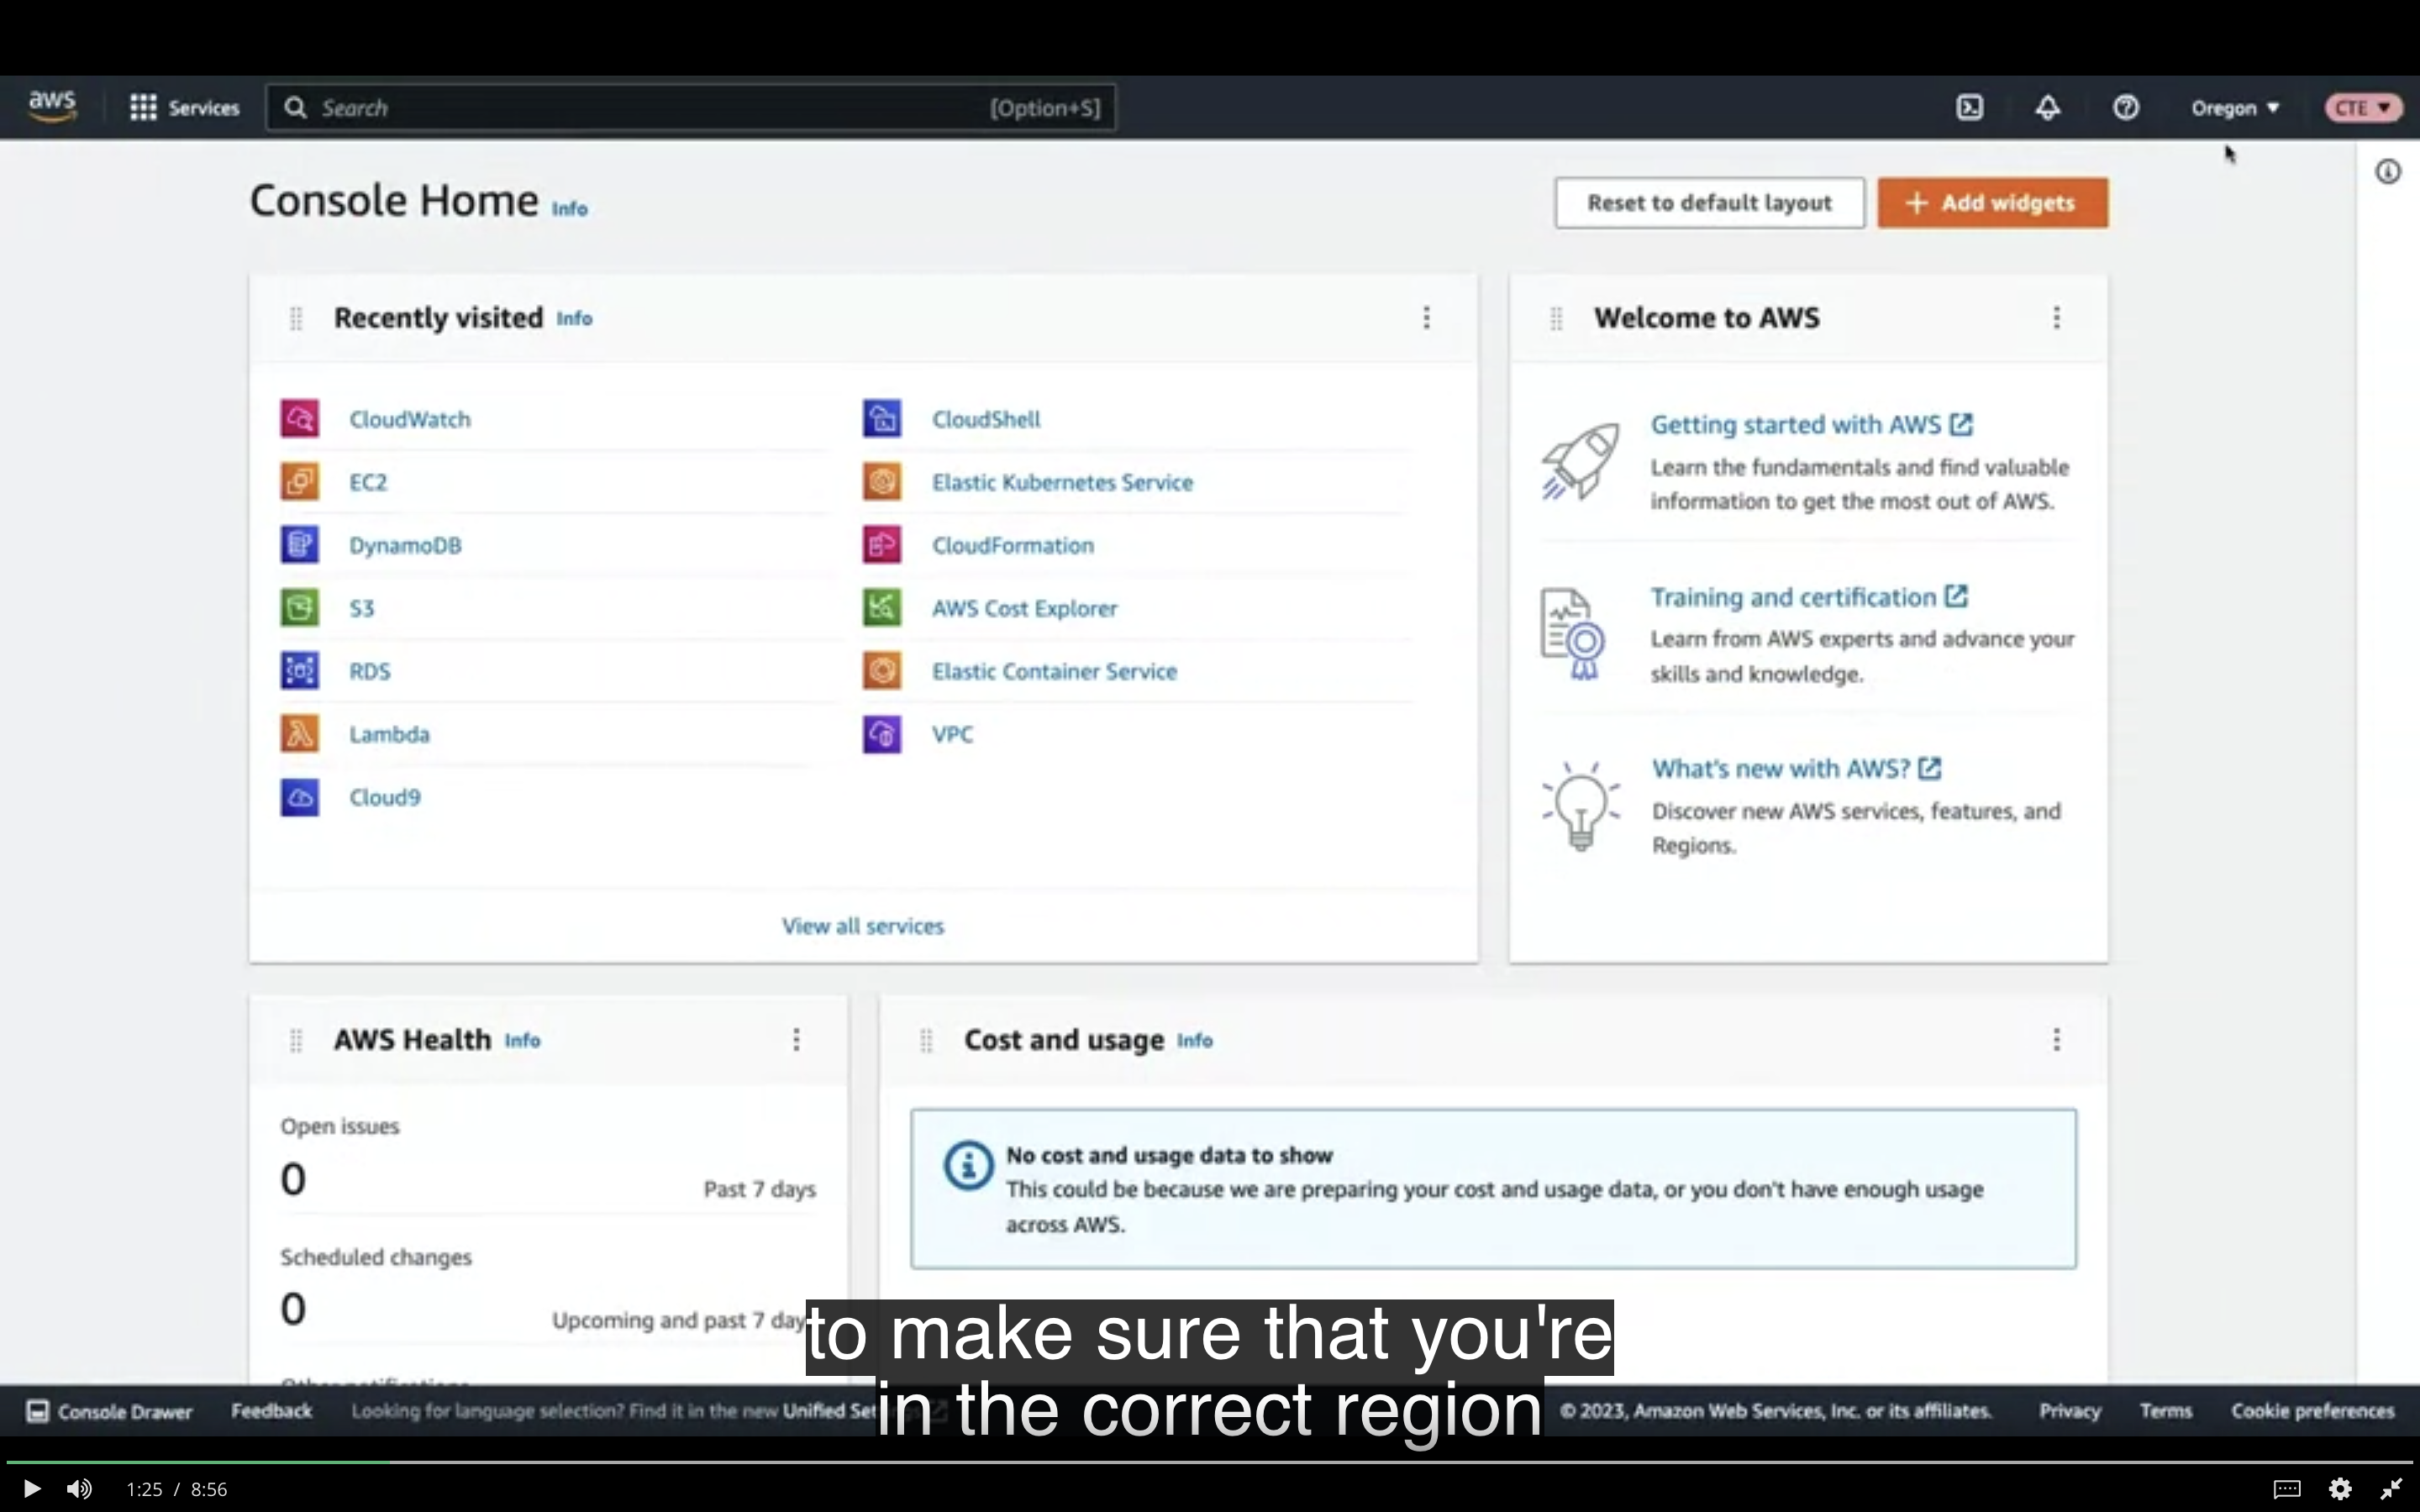 aws
Services
Search
[Option+S]
Oregon
CTE
Console Home Info
Reset to default layout
+ Add widgets
Recently visited Info
CloudWatch
EC2
DynamoDB
S3
RDS
Lambda
Cloud9
CloudShell
Elastic Kubernetes Service
CloudFormation
AWS Cost Explorer
Elastic Container Service
VPC
View all services
Welcome to AWS
Getting started with AWS
Learn the fundamentals and find valuable
information to get the most out of AWS.
Training and certification
Learn from AWS experts and advance your
skills and knowledge.
What's new with AWS?
Discover new AWS services, features, and
Regions.
AWS Health Info
Open issues
0
Past 7 days
Scheduled changes
0
Upcoming and past 7 day
Cost and usage Info
No cost and usage data to show
This could be because we are preparing your cost and usage data, or you don't have enough usage
across AWS.
to make sure that you're
in the correct region
Console Drawer
Feedback
Looking for language selection? Find it in the new Unified Set
© 2023, Amazon Web Services, Inc. or its affiliates.
Privacy
Terms
Cookie preferences
1:25 / 8:56